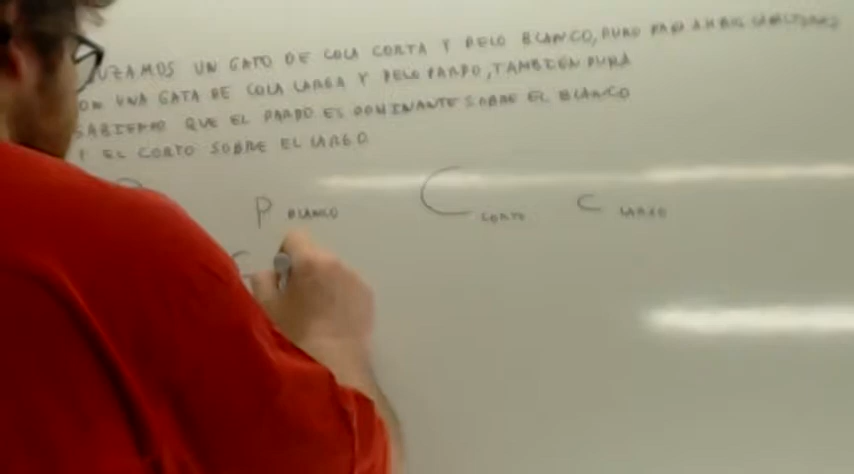 UZAMOS UN GATO DE COLA CORTA Y PELO BLANCO, PURO PARA AMBOS CARACTERES
ON UNA GATA DE COLA LARGA Y PELO PARDO, TAMBIEN PURA
SABIENDO QUE EL PARDO ES DOMINANTE SOBRE EL BLANCO
Y EL CORTO SOBRE EL LARGO
P BLANCO C CORTO c LARGO